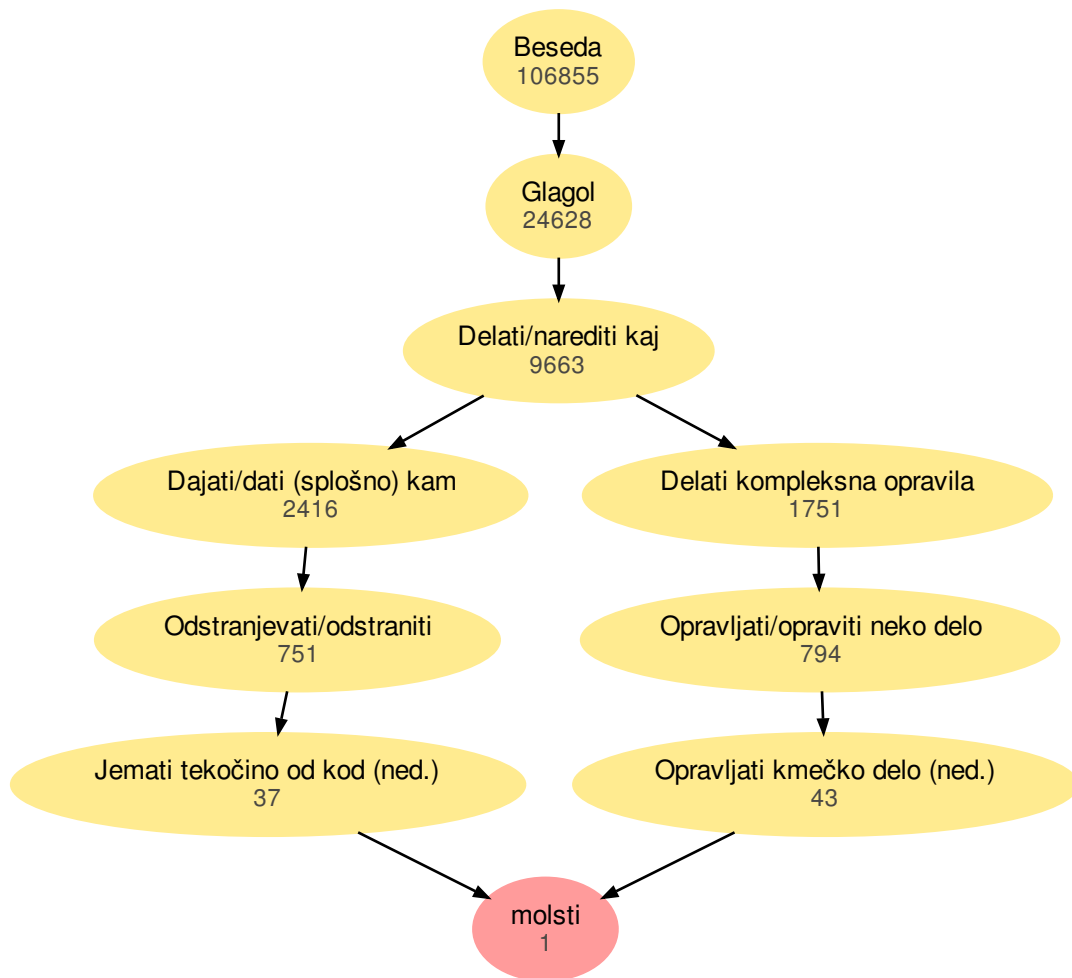 Beseda
106855
Glagol
24628
Delati/narediti kaj
9663
Dajati/dati (splošno) kam
2416
Delati kompleksna opravila
1751
Odstranjevati/odstraniti
751
Opravljati/opraviti neko delo
794
Jemati tekočino od kod (ned.)
37
Opravljati kmečko delo (ned.)
43
molsti
1